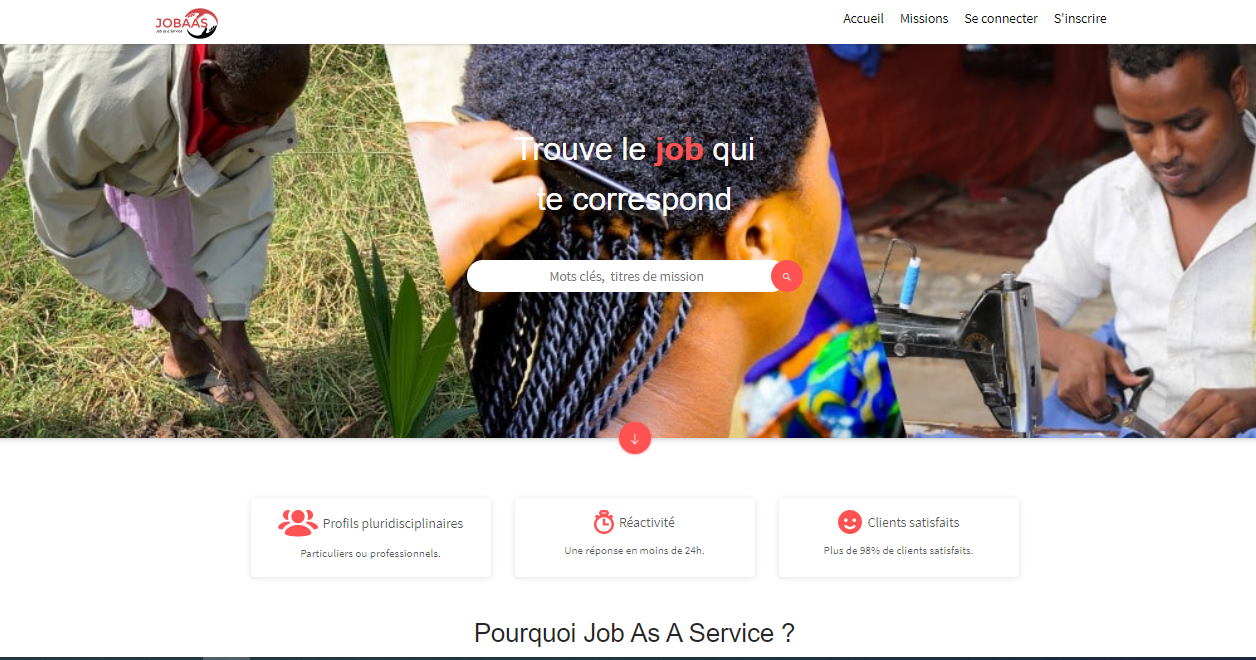 JOBAAS
Job as a Service
Accueil Missions Se connecter S'inscrire
Trouve le job qui
te correspond
Mots clés, titres de mission
Profils pluridisciplinaires
Particuliers ou professionnels.
Réactivité
Une réponse en moins de 24h.
Clients satisfaits
Plus de 98% de clients satisfaits.
Pourquoi Job As A Service ?